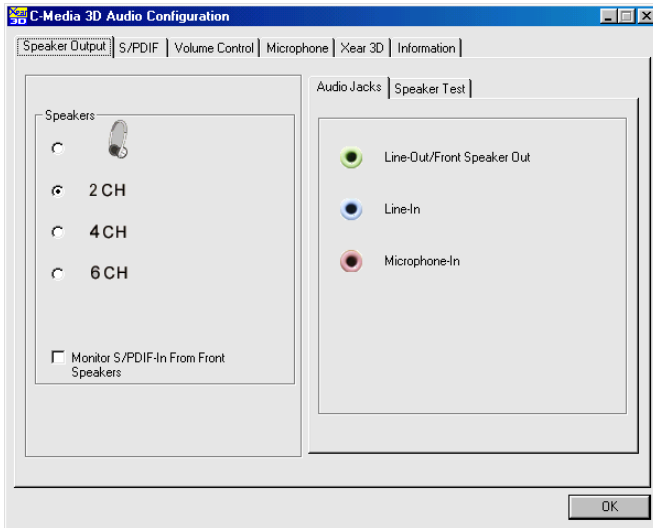 Xear 3D C-Media 3D Audio Configuration
Speaker Output S/PDIF Volume Control Microphone Xear 3D Information
Speakers
2 CH
4 CH
6 CH
Monitor S/PDIF-In From Front
Speakers
Audio Jacks Speaker Test
Line-Out/Front Speaker Out
Line-In
Microphone-In
OK